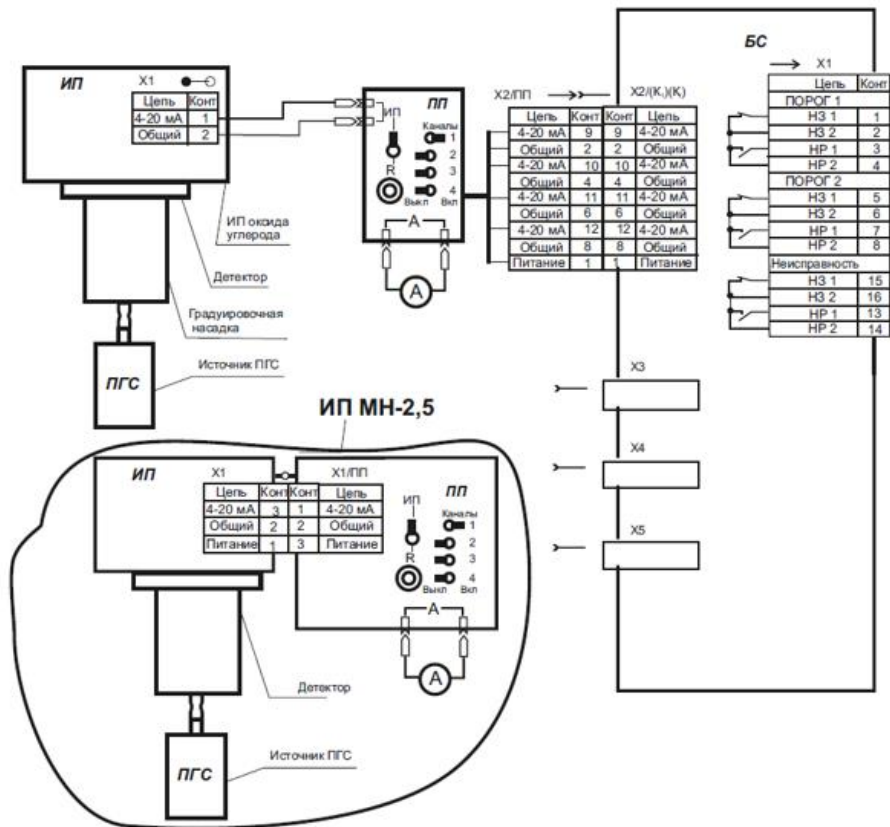 БС
ИП
X1
Цепь Конт
4-20 мА 1
Общий 2
ПП
ИП
R
Каналы
1
2
3
4
Выкл Вкл
А
А
ИП оксида
углерода
Детектор
Градуировочная
насадка
Источник ПГС
ПГС
X2/ПП X2/(К,)(К)
Цепь Конт Конт Цепь
4-20 мА 9 9 4-20 мА
Общий 2 2 Общий
4-20 мА 10 10 4-20 мА
Общий 4 4 Общий
4-20 мА 11 11 4-20 мА
Общий 6 6 Общий
4-20 мА 12 12 4-20 мА
Общий 8 8 Общий
Питание 1 1 Питание
X1
Цепь Конт
ПОРОГ 1
НЗ 1 1
НЗ 2 2
НР 1 3
НР 2 4
ПОРОГ 2
НЗ 1 5
НЗ 2 6
НР 1 7
НР 2 8
Неисправность
НЗ 1 15
НЗ 2 16
НР 1 13
НР 2 14
X3
X4
X5
ИП МН-2,5
ИП
X1 X1/ПП
Цепь Конт Конт Цепь
4-20 мА 3 1 4-20 мА
Общий 2 2 Общий
Питание 1 3 Питание
ПП
ИП
R
Каналы
1
2
3
4
Выкл Вкл
А
А
Детектор
Источник ПГС
ПГС